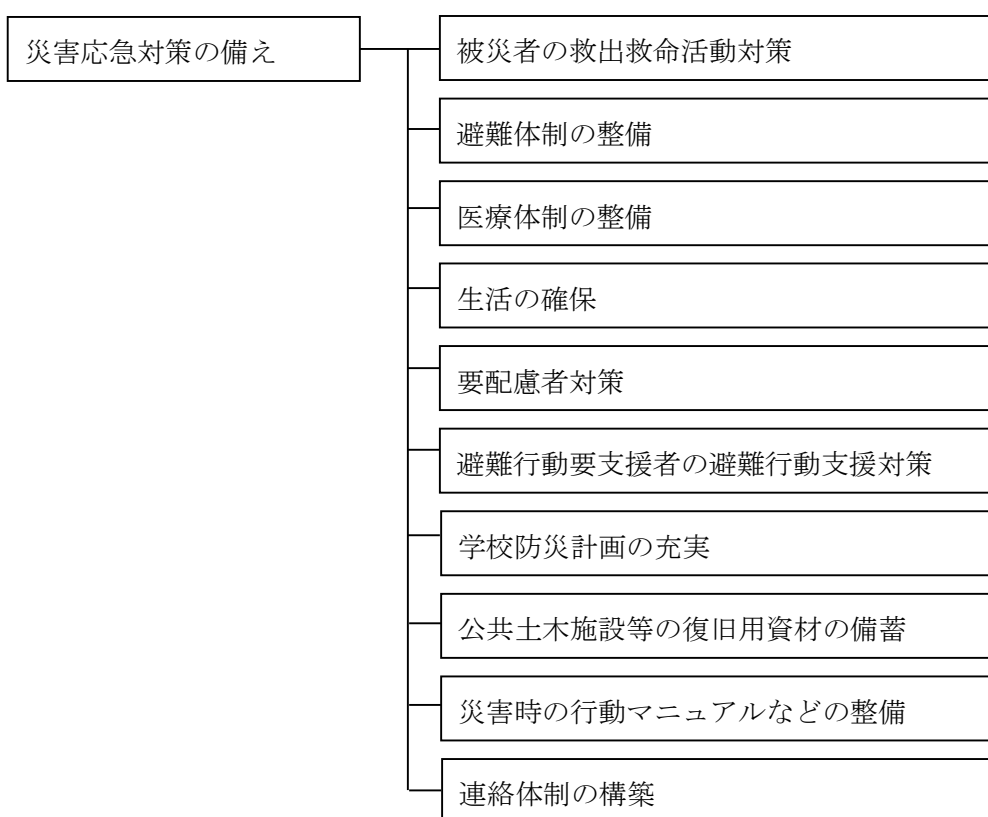 災害応急対策の備え
被災者の救出救命活動対策
避難体制の整備
医療体制の整備
生活の確保
要配慮者対策
避難行動要支援者の避難行動支援対策
学校防災計画の充実
公共土木施設等の復旧用資材の備蓄
災害時の行動マニュアルなどの整備
連絡体制の構築